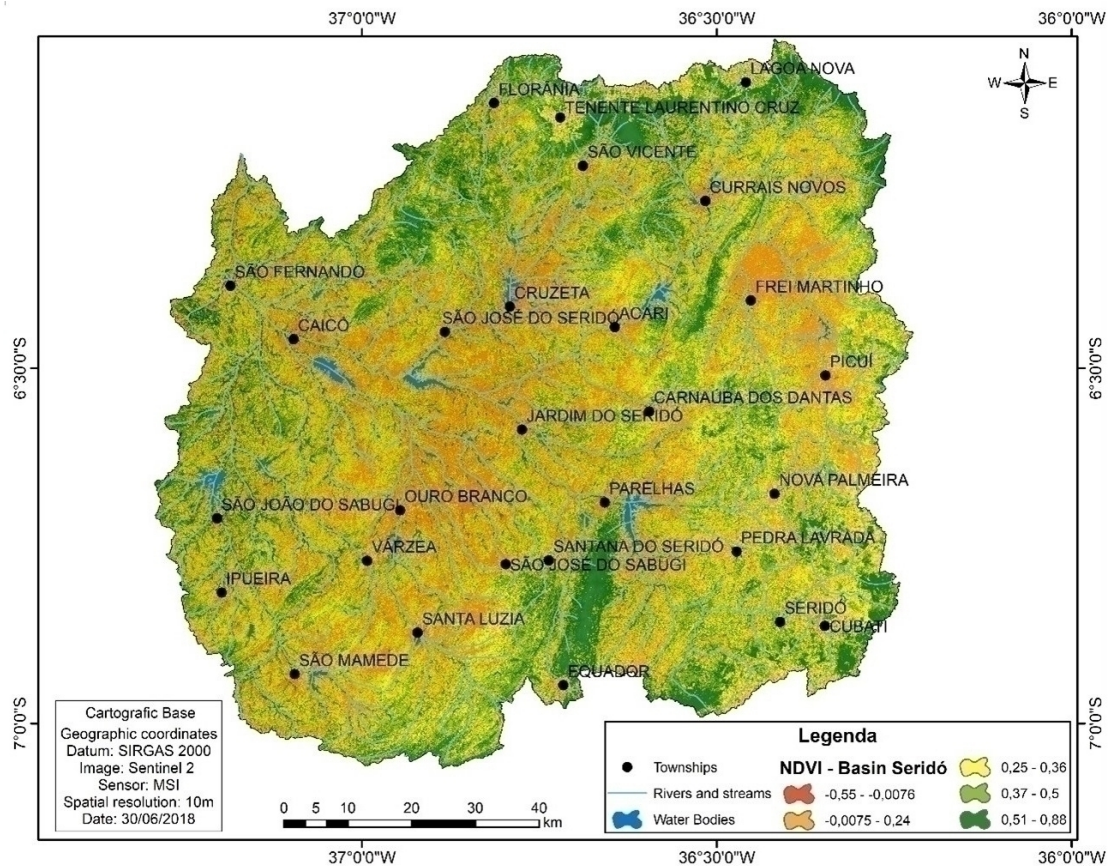 37°0'0"W 36°30'0"W 36°0'0"W
N
W E
S
LAGOA NOVA
FLORÂNIA
TENENTE LAURENTINO CRUZ
SÃO VICENTE
CURRAIS NOVOS
SÃO FERNANDO
FREI MARTINHO
CRUZETA
SÃO JOSÉ DO SERIDÓ
ACARI
CAICÓ
6°30'0"S
6°30'0"S
PICUÍ
CARNAUBA DOS DANTAS
JARDIM DO SERIDÓ
NOVA PALMEIRA
PARELHAS
OURO BRANCO
SÃO JOÃO DO SABUGI
PEDRA LAVRADA
SANTANA DO SERIDÓ
VÁRZEA
SÃO JOSÉ DO SABUGI
IPUEIRA
SERIDÓ
CUBATI
SANTA LUZIA
SÃO MAMEDE
EQUADOR
7°0'0"S
7°0'0"S
Cartografic Base
Geographic coordinates
Datum: SIRGAS 2000
Image: Sentinel 2
Sensor: MSI
Spatial resolution: 10m
Date: 30/06/2018
0 5 10 20 30 40
km
Legenda
Townships
Rivers and streams
Water Bodies
NDVI - Basin Seridó
-0,55 - -0,0076
-0,0075 - 0,24
0,25 - 0,36
0,37 - 0,5
0,51 - 0,88
37°0'0"W 36°30'0"W 36°0'0"W